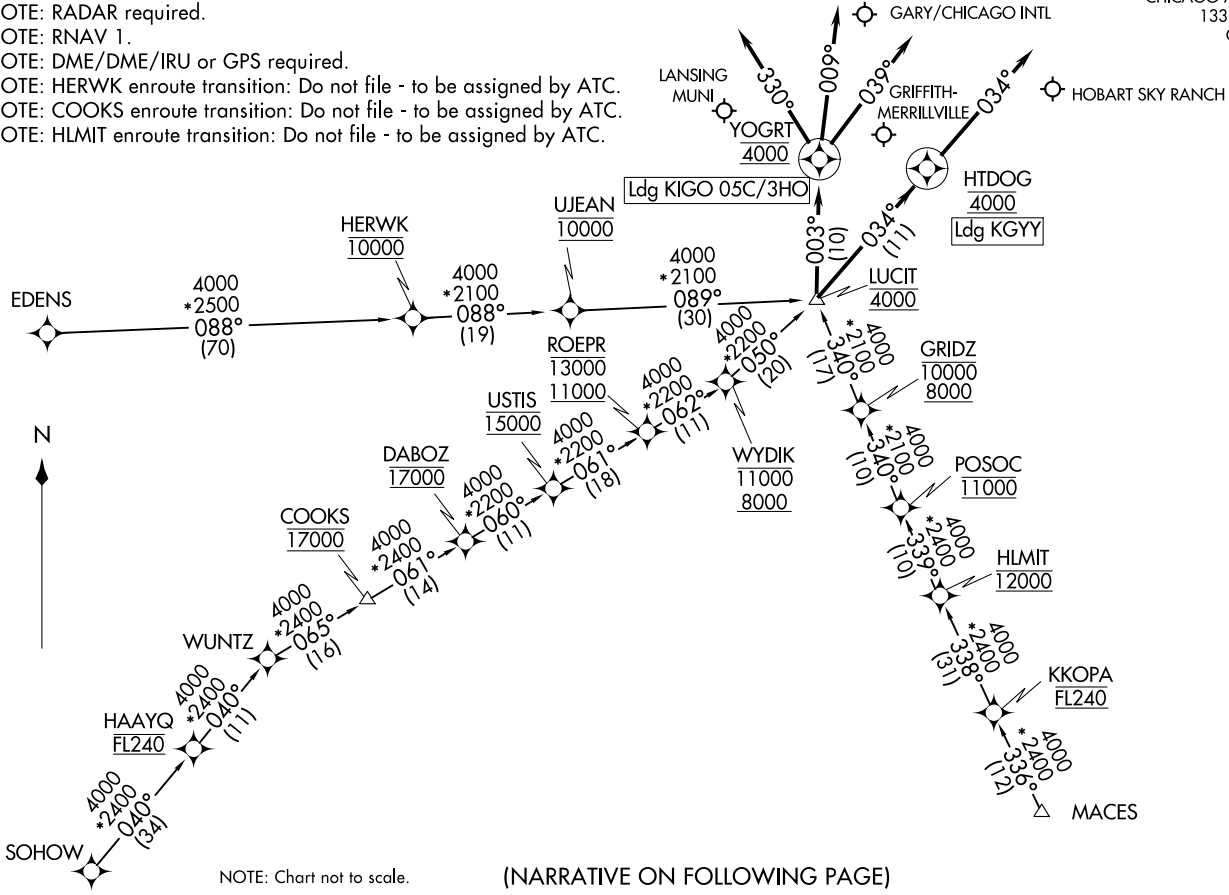 OTE: RADAR required.
OTE: RNAV 1.
OTE: DME/DME/IRU or GPS required.
OTE: HERWK enroute transition: Do not file - to be assigned by ATC.
OTE: COOKS enroute transition: Do not file - to be assigned by ATC.
OTE: HLMIT enroute transition: Do not file - to be assigned by ATC.
133
GARY/CHICAGO INTL
LANSING
MUNI
GRIFFITH-
MERRILLVILLE
HOBART SKY RANCH
330°
009°
039°
034°
YOGRT
4000
Ldg KIGO 05C/3HO
HTDOG
4000
Ldg KGYY
003°
(10)
034°
(11)
LUCIT
4000
EDENS
4000
*2500
088°
(70)
HERWK
10000
4000
*2100
088°
(19)
UJEAN
10000
4000
*2100
089°
(30)
ROEPR
13000
11000
4000
*2200
062°
(11)
4000
*2200
050°
(20)
WYDIK
11000
8000
USTIS
15000
4000
*2200
061°
(18)
DABOZ
17000
4000
*2200
060°
(11)
COOKS
17000
4000
*2400
061°
(14)
WUNTZ
4000
*2400
065°
(16)
HAAYQ
FL240
4000
*2400
040°
(11)
SOHOW
4000
*2400
040°
(34)
4000
*2100
340°
(17)
GRIDZ
10000
8000
4000
*2100
340°
(10)
POSOC
11000
4000
*2400
339°
(10)
HLMIT
12000
4000
*2400
338°
(31)
KKOPA
FL240
4000
*2400
336°
(12)
MACES
N
NOTE: Chart not to scale.
(NARRATIVE ON FOLLOWING PAGE)